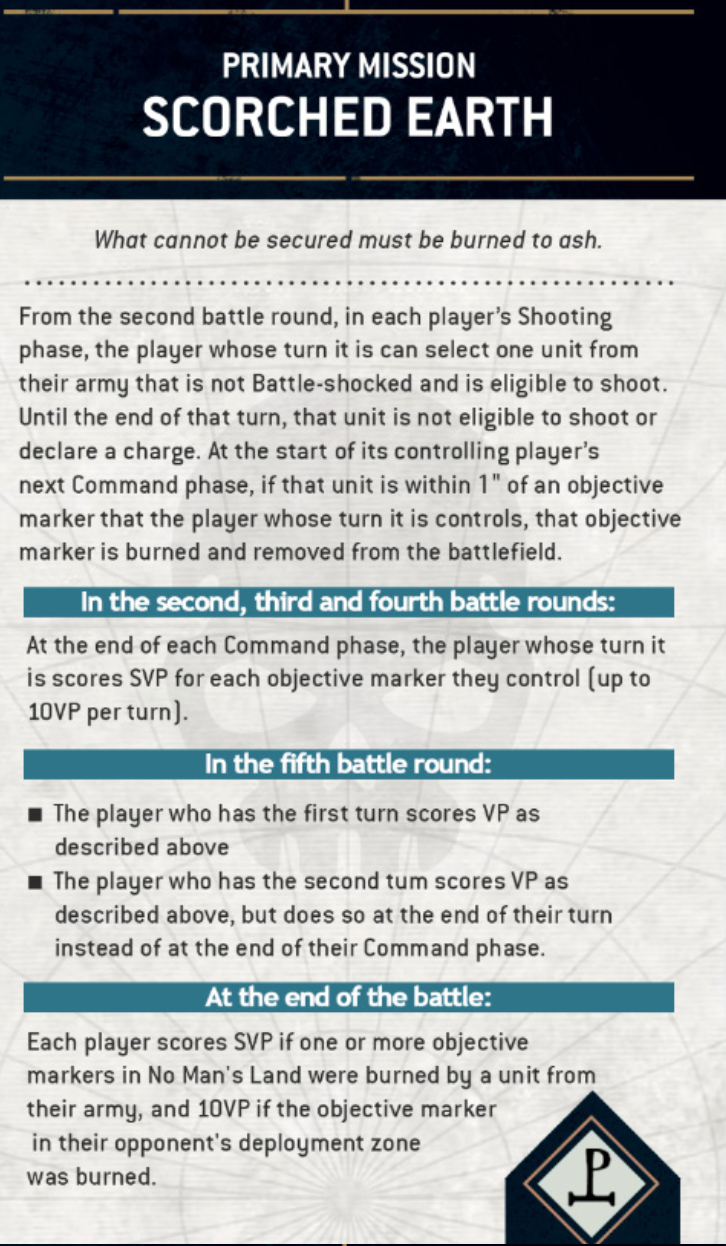 PRIMARY MISSION
SCORCHED EARTH
What cannot be secured must be burned to ash.
From the second battle round, in each player's Shooting
phase, the player whose turn it is can select one unit from
their army that is not Battle-shocked and is eligible to shoot.
Until the end of that turn, that unit is not eligible to shoot or
declare a charge. At the start of its controlling player's
next Command phase, if that unit is within 1" of an objective
marker that the player whose turn it is controls, that objective
marker is burned and removed from the battlefield.
In the second, third and fourth battle rounds:
At the end of each Command phase, the player whose turn it
is scores SVP for each objective marker they control (up to
10VP per turn).
In the fifth battle round:
■ The player who has the first turn scores VP as
described above
■ The player who has the second tum scores VP as
described above, but does so at the end of their turn
instead of at the end of their Command phase.
At the end of the battle:
Each player scores SVP if one or more objective
markers in No Man's Land were burned by a unit from
their army, and 10VP if the objective marker
in their opponent's deployment zone
was burned.
P